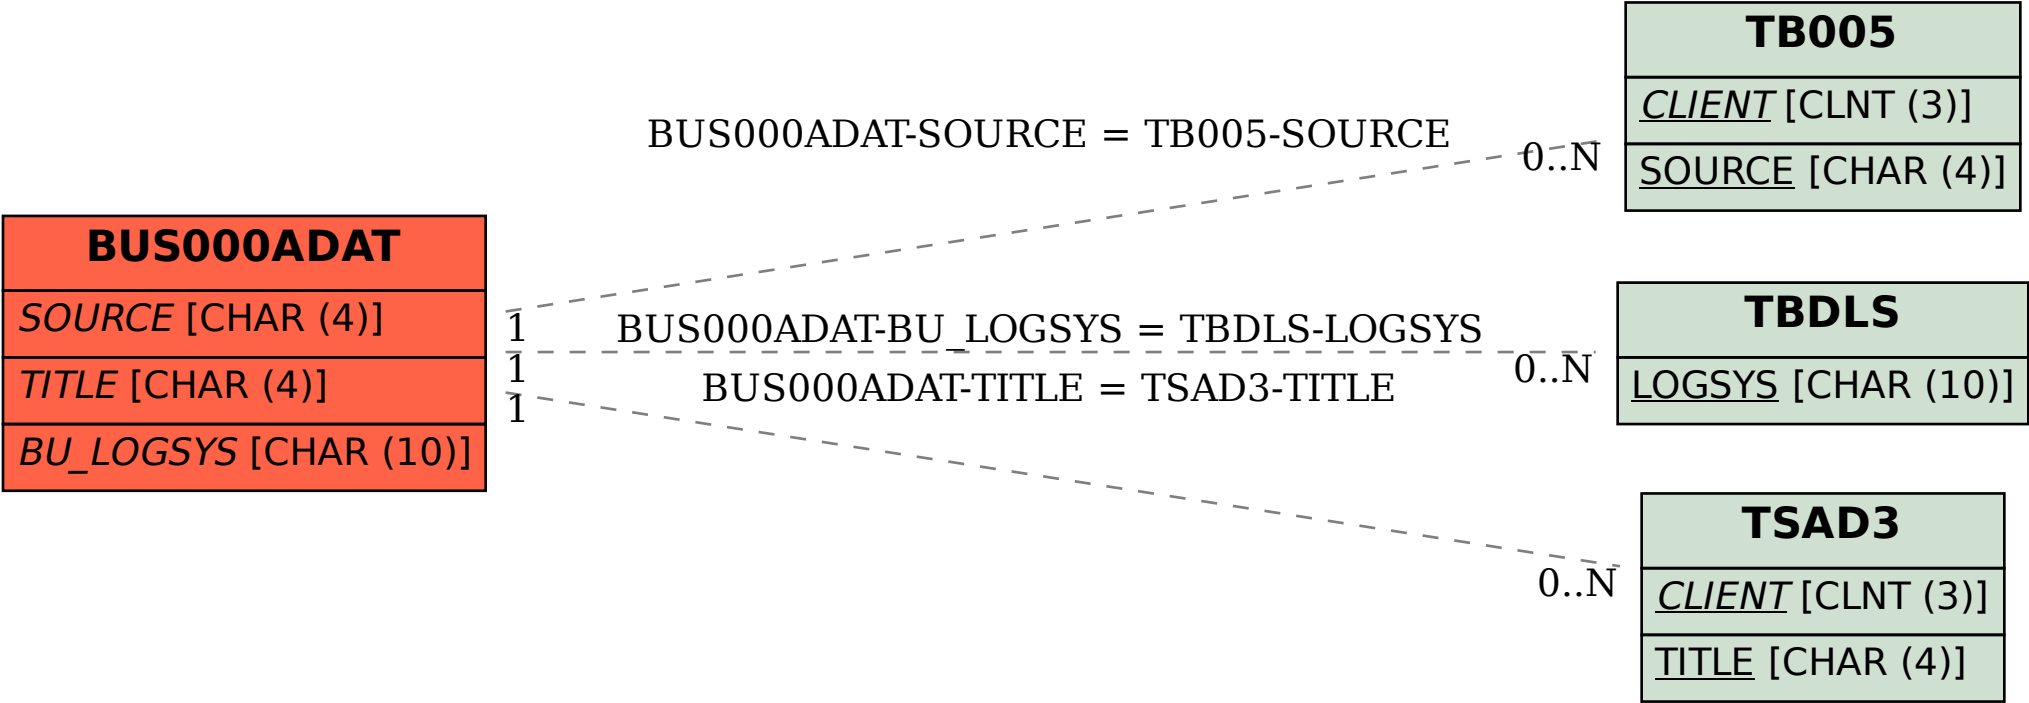 BUS000ADAT
SOURCE [CHAR (4)]
TITLE [CHAR (4)]
BU_LOGSYS [CHAR (10)]
BUS000ADAT-SOURCE = TB005-SOURCE
1
0..N
BUS000ADAT-BU_LOGSYS = TBDLS-LOGSYS
1
0..N
BUS000ADAT-TITLE = TSAD3-TITLE
1
0..N
TB005
CLIENT [CLNT (3)]
SOURCE [CHAR (4)]
TBDLS
LOGSYS [CHAR (10)]
TSAD3
CLIENT [CLNT (3)]
TITLE [CHAR (4)]